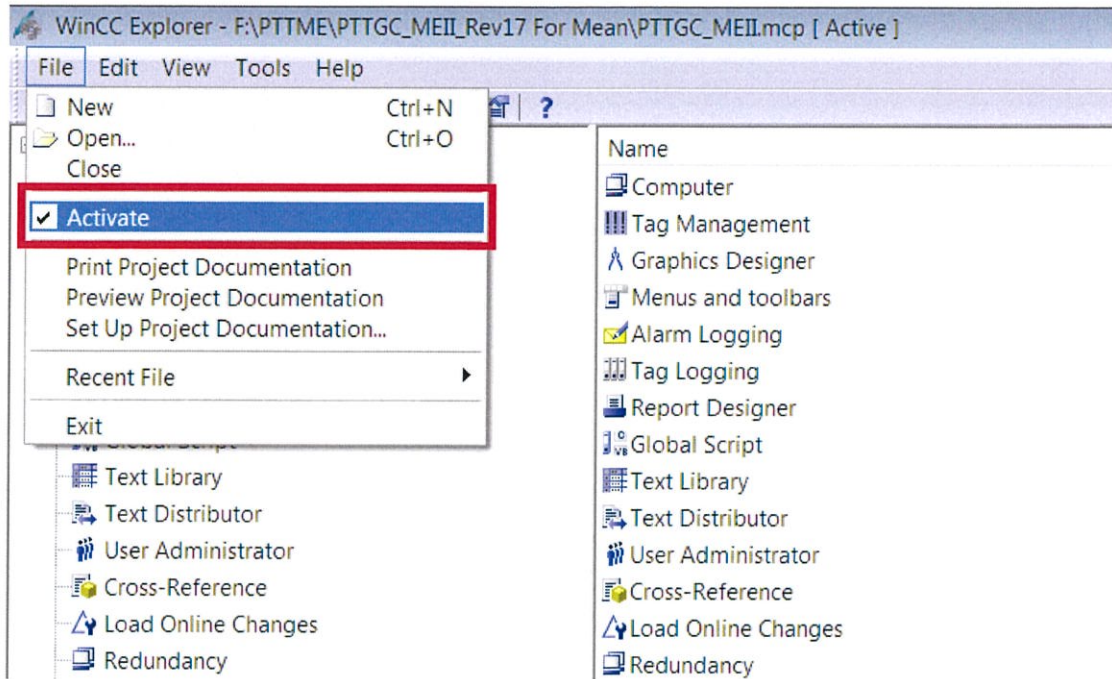 WinCC Explorer - F:\PTTME\PTTGC_MEII_Rev17 For Mean\PTTGC_MEII.mcp [ Active ]
File Edit View Tools Help
New Ctrl+N
Open... Ctrl+O
Close
Activate
Print Project Documentation
Preview Project Documentation
Set Up Project Documentation...
Recent File
Exit
Global Script
Text Library
Text Distributor
User Administrator
Cross-Reference
Load Online Changes
Redundancy
Name
Computer
Tag Management
Graphics Designer
Menus and toolbars
Alarm Logging
Tag Logging
Report Designer
Global Script
Text Library
Text Distributor
User Administrator
Cross-Reference
Load Online Changes
Redundancy